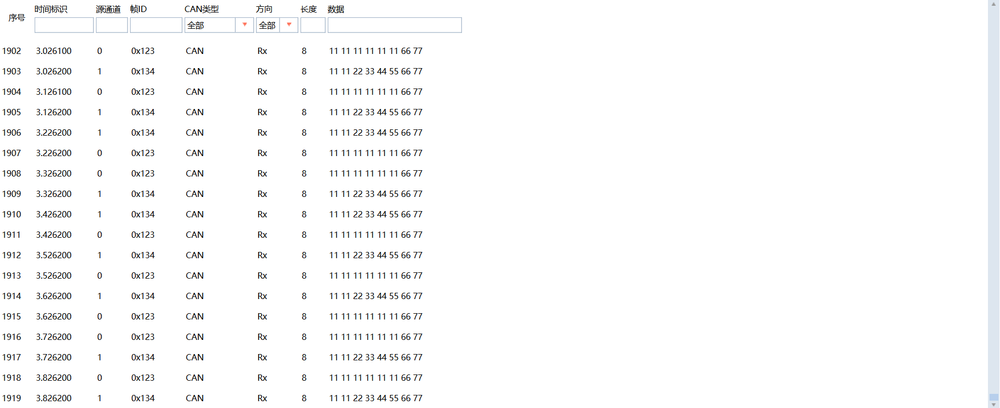 序号 时间标识 源通道 帧ID CAN类型 方向 长度 数据
全部 全部
1902 3.026100 0 0x123 CAN Rx 8 11 11 11 11 11 11 66 77
1903 3.026200 1 0x134 CAN Rx 8 11 11 22 33 44 55 66 77
1904 3.126100 0 0x123 CAN Rx 8 11 11 11 11 11 11 66 77
1905 3.126200 1 0x134 CAN Rx 8 11 11 22 33 44 55 66 77
1906 3.226200 1 0x134 CAN Rx 8 11 11 22 33 44 55 66 77
1907 3.226200 0 0x123 CAN Rx 8 11 11 11 11 11 11 66 77
1908 3.326200 0 0x123 CAN Rx 8 11 11 11 11 11 11 66 77
1909 3.326200 1 0x134 CAN Rx 8 11 11 22 33 44 55 66 77
1910 3.426200 1 0x134 CAN Rx 8 11 11 22 33 44 55 66 77
1911 3.426200 0 0x123 CAN Rx 8 11 11 11 11 11 11 66 77
1912 3.526200 1 0x134 CAN Rx 8 11 11 22 33 44 55 66 77
1913 3.526200 0 0x123 CAN Rx 8 11 11 11 11 11 11 66 77
1914 3.626200 1 0x134 CAN Rx 8 11 11 22 33 44 55 66 77
1915 3.626200 0 0x123 CAN Rx 8 11 11 11 11 11 11 66 77
1916 3.726200 0 0x123 CAN Rx 8 11 11 11 11 11 11 66 77
1917 3.726200 1 0x134 CAN Rx 8 11 11 22 33 44 55 66 77
1918 3.826200 0 0x123 CAN Rx 8 11 11 11 11 11 11 66 77
1919 3.826200 1 0x134 CAN Rx 8 11 11 22 33 44 55 66 77